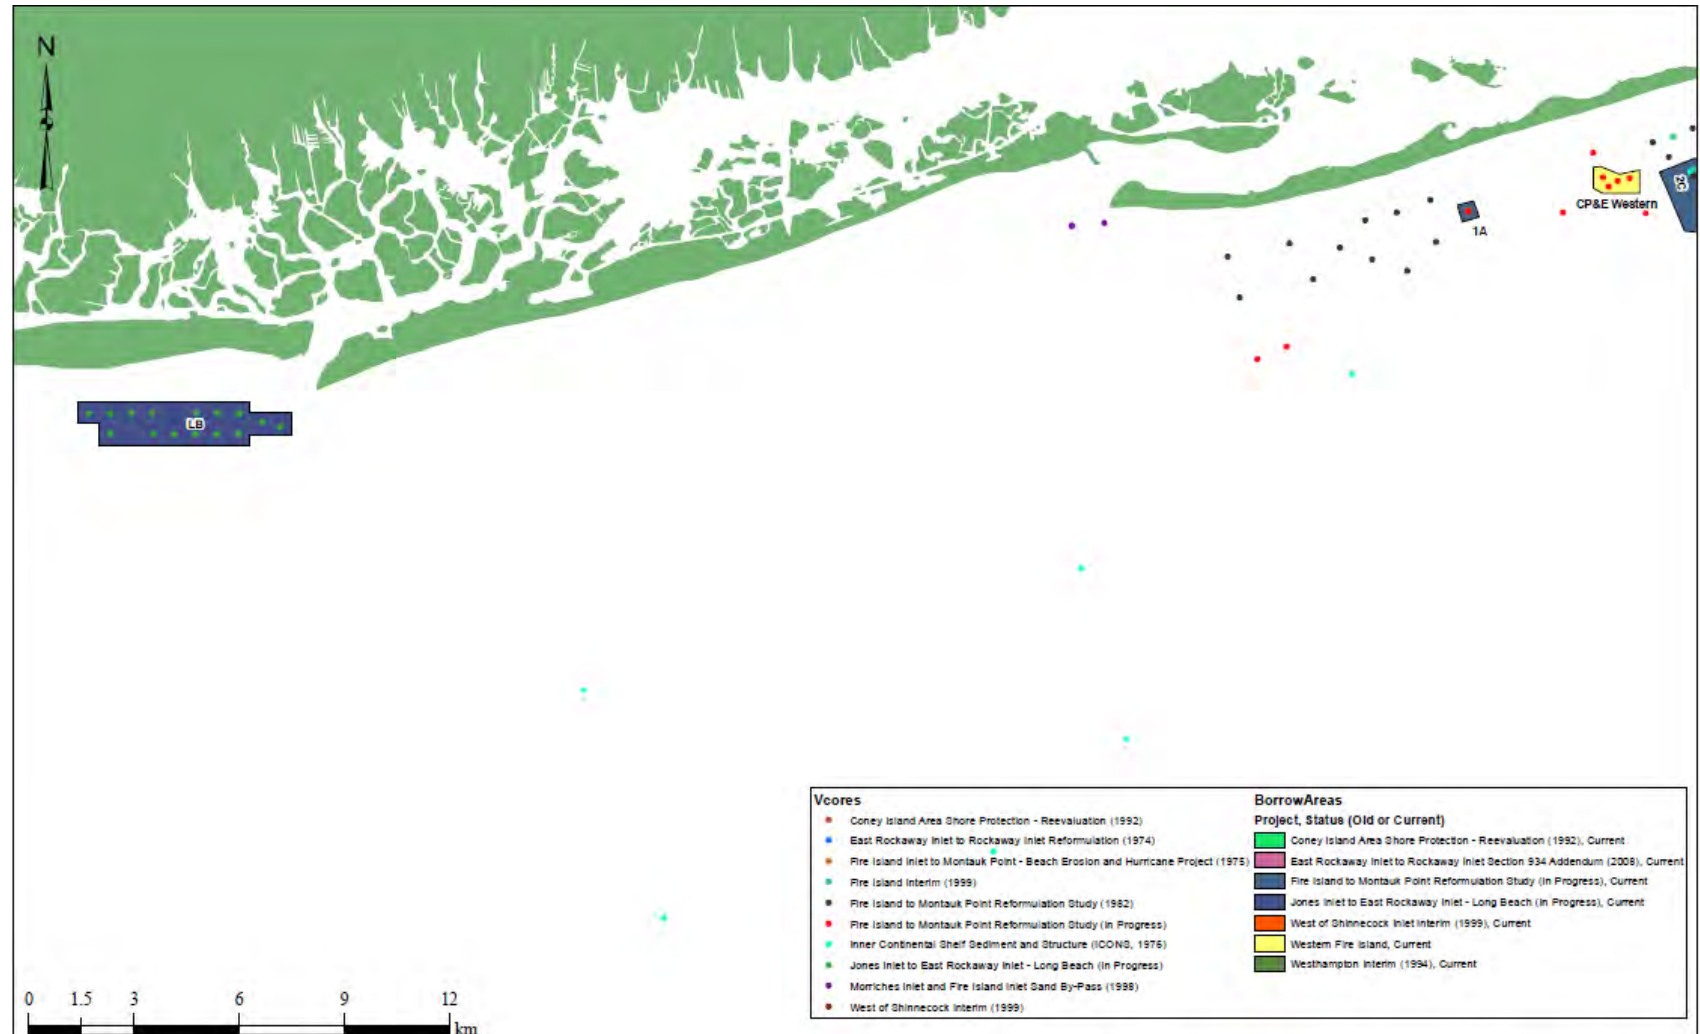 N
2C
CP&E Western
1A
LB
Vcores
Coney Island Area Shore Protection - Reevaluation (1992)
East Rockaway Inlet to Rockaway Inlet Reformulation (1974)
Fire Island Inlet to Montauk Point - Beach Erosion and Hurricane Project (1975)
Fire Island Interim (1999)
Fire Island to Montauk Point Reformulation Study (1982)
Fire Island to Montauk Point Reformulation Study (In Progress)
Inner Continental Shelf Sediment and Structure (ICONS, 1976)
Jones Inlet to East Rockaway Inlet - Long Beach (In Progress)
Morriches Inlet and Fire Island Inlet Sand By-Pass (1998)
West of Shinnecock Interim (1999)
BorrowAreas
Project, Status (Old or Current)
Coney Island Area Shore Protection - Reevaluation (1992), Current
East Rockaway Inlet to Rockaway Inlet Section 934 Addendum (2008), Current
Fire Island to Montauk Point Reformulation Study (In Progress), Current
Jones Inlet to East Rockaway Inlet - Long Beach (In Progress), Current
West of Shinnecock Inlet Interim (1999), Current
Western Fire Island, Current
Westhampton Interim (1994), Current
0 1.5 3 6 9 12
km